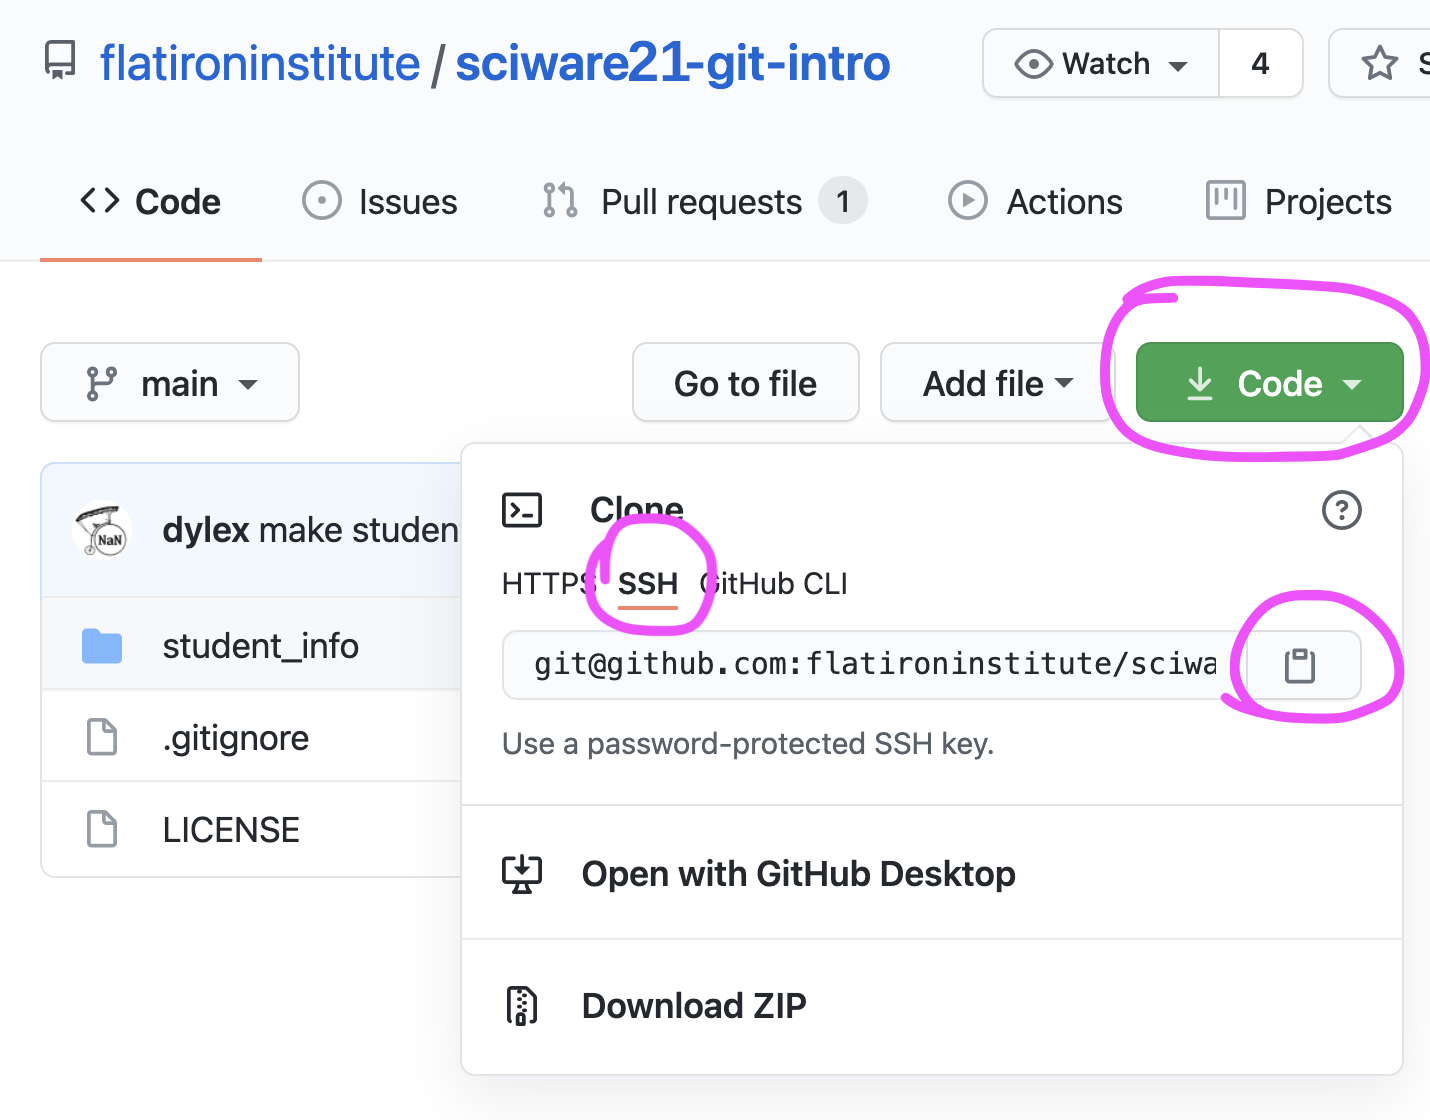 flatironinstitute / sciware21-git-intro
Watch 4
Code Issues Pull requests 1 Actions Projects
main Go to file Add file Code
NaN dylex make studen
student_info
.gitignore
LICENSE
Clone
HTTPS SSH GitHub CLI
git@github.com:flatironinstitute/sciwa
Use a password-protected SSH key.
Open with GitHub Desktop
Download ZIP